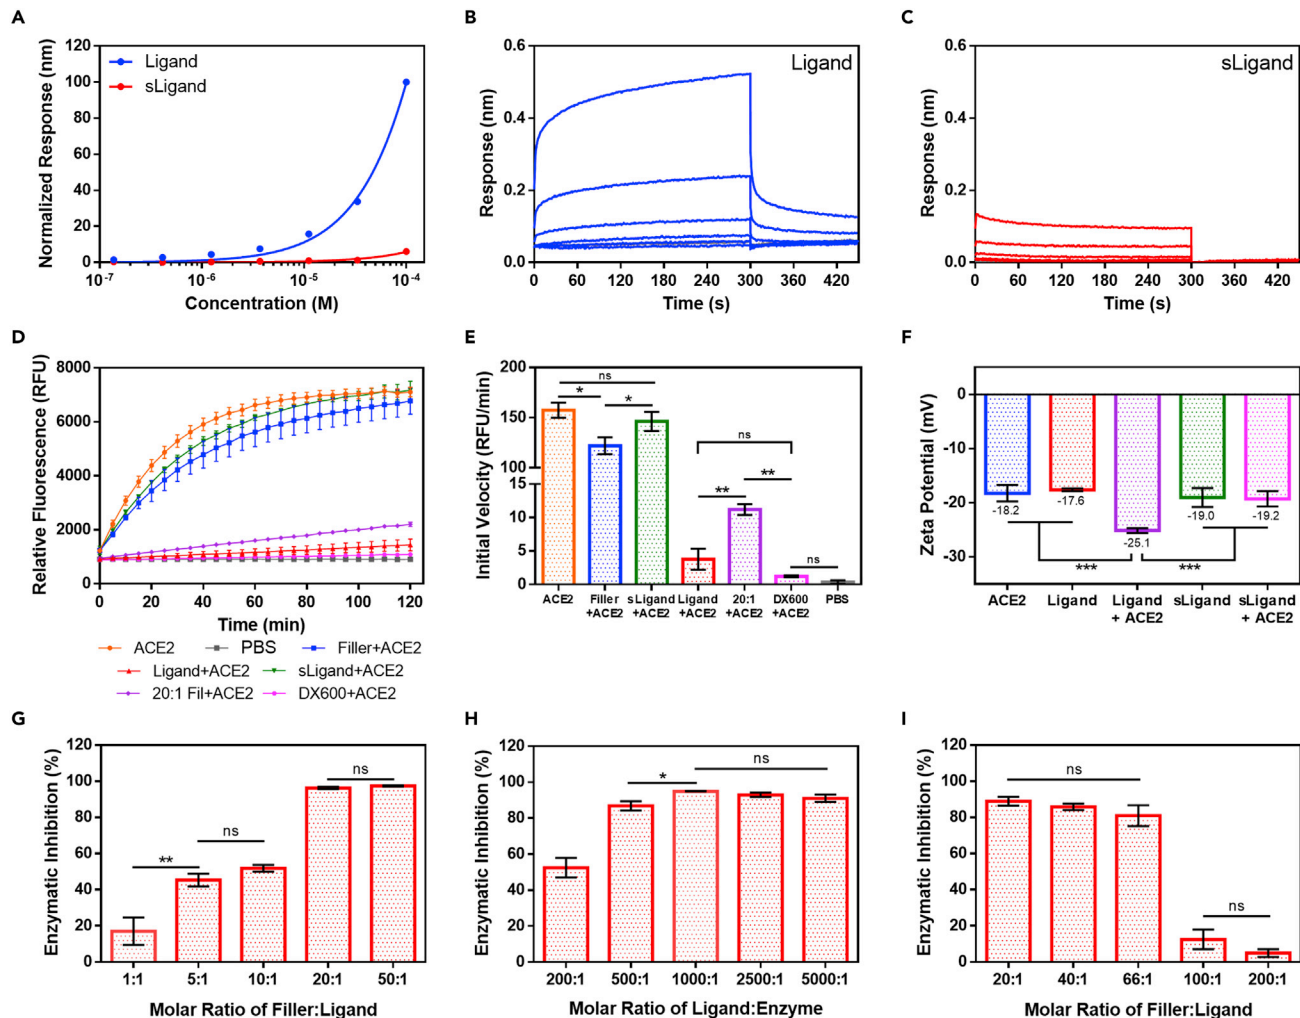 A
Normalized Response (nm)
120
100
80
60
40
20
0
Ligand
sLigand
10-7
10-6
10-5
10-4
Concentration (M)
B
Response (nm)
0.6
0.4
0.2
0.0
Ligand
0 60 120 180 240 300 360 420
Time (s)
C
Response (nm)
0.6
0.4
0.2
0.0
sLigand
0 60 120 180 240 300 360 420
Time (s)
D
Relative Fluorescence (RFU)
8000
6000
4000
2000
0
0 20 40 60 80 100 120
Time (min)
ACE2 PBS Filler+ACE2
Ligand+ACE2 sLigand+ACE2
20:1 Fil+ACE2 DX600+ACE2
E
Initial Velocity (RFU/min)
200
150
100
15
10
5
0
ns
* *
ns
** **
ns
ACE2 Filler sLigand Ligand 20:1 DX600 PBS
+ACE2 +ACE2 +ACE2 +ACE2 +ACE2
F
Zeta Potential (mV)
0
-10
-20
-30
-18.2 -17.6 -25.1 -19.0 -19.2
*** ***
ACE2 Ligand Ligand sLigand sLigand
+ ACE2 + ACE2
G
Enzymatic Inhibition (%)
120
100
80
60
40
20
0
** ns ns
1:1 5:1 10:1 20:1 50:1
Molar Ratio of Filler:Ligand
H
Enzymatic Inhibition (%)
120
100
80
60
40
20
0
* ns
200:1 500:1 1000:1 2500:1 5000:1
Molar Ratio of Ligand:Enzyme
I
Enzymatic Inhibition (%)
120
100
80
60
40
20
0
ns ns
20:1 40:1 66:1 100:1 200:1
Molar Ratio of Filler:Ligand